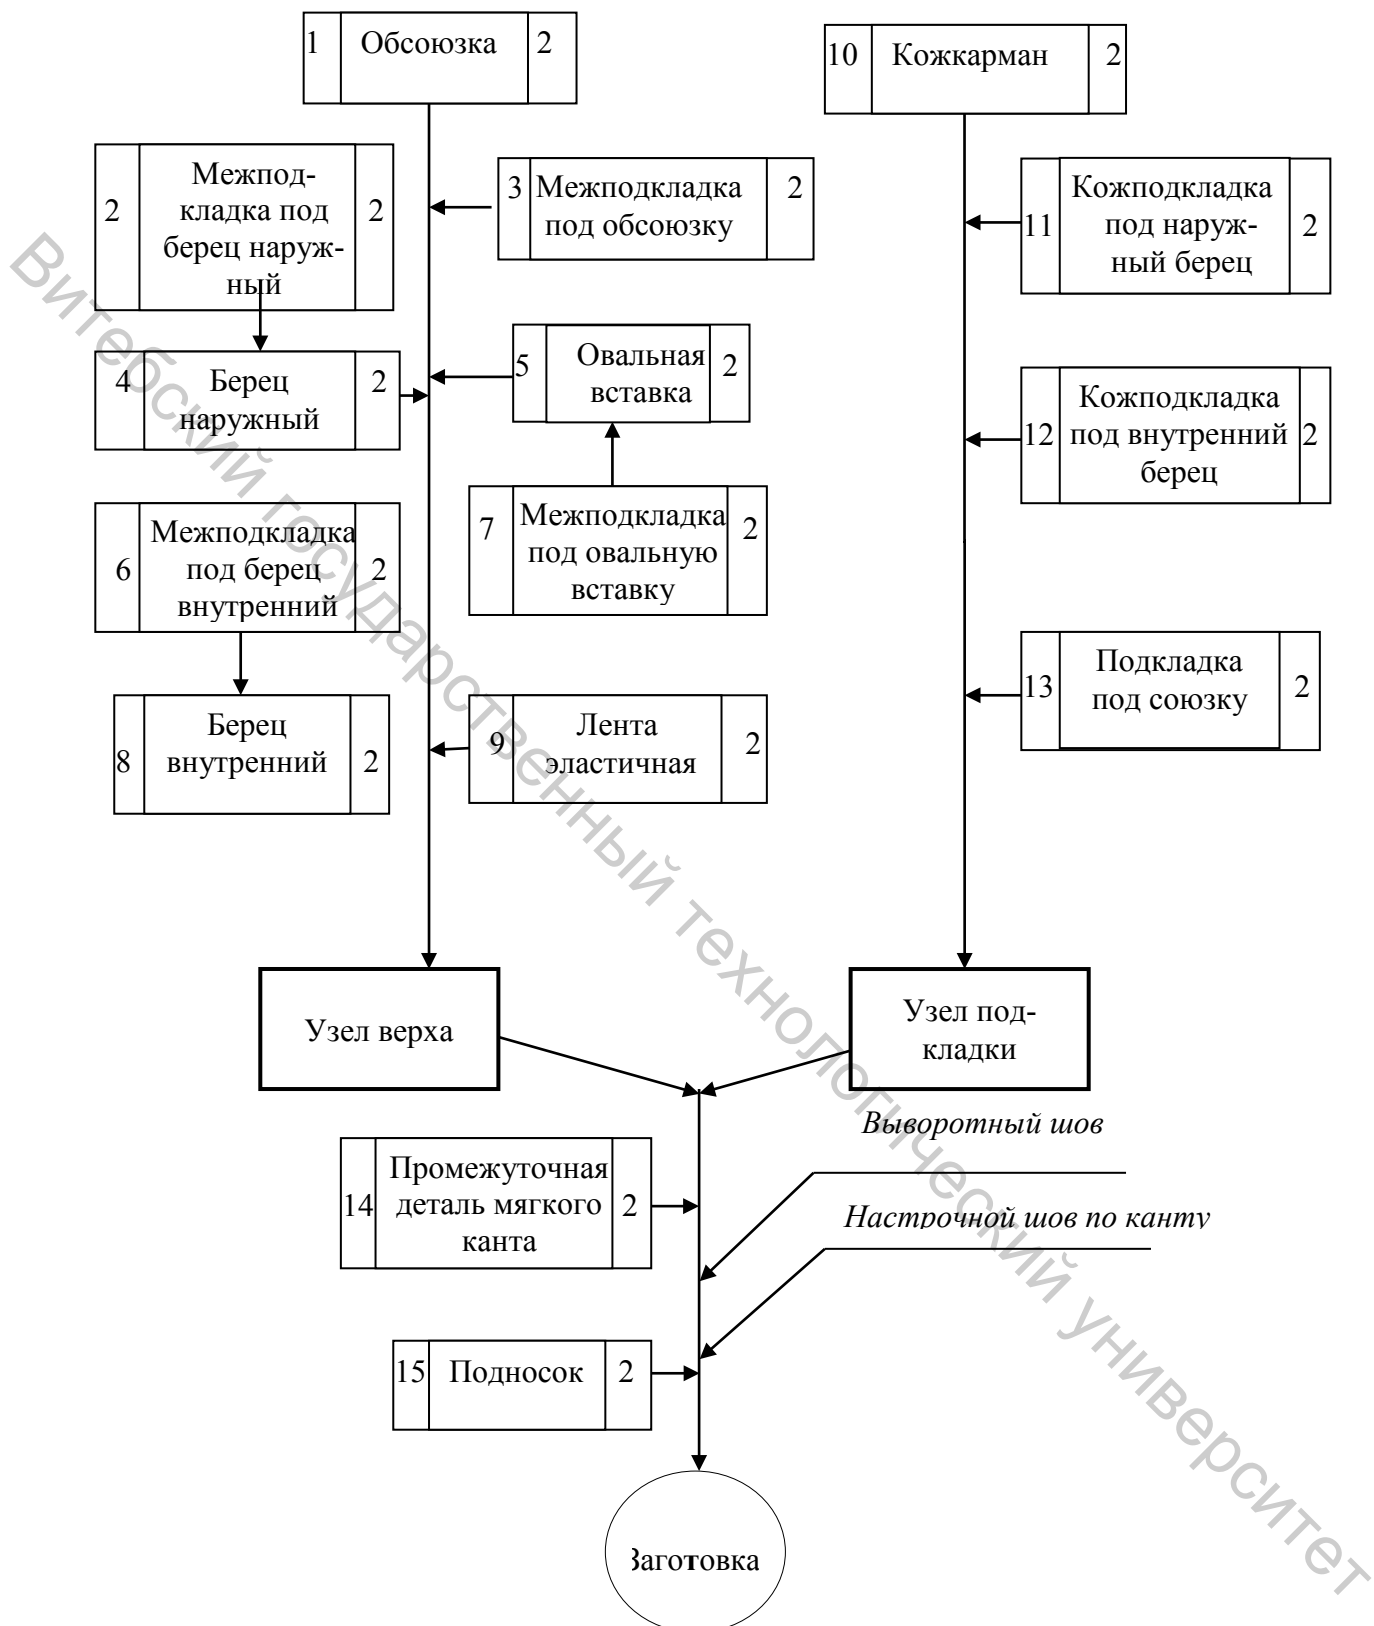 1 Обсоюзка 2
10 Кожкарман 2
2 Межпод-
кладка под
берец наруж-
ный 2
3 Межподкладка
под обсоюзку 2
11 Кожподкладка
под наруж-
ный берец 2
4 Берец
наружный 2
5 Овальная
вставка 2
12 Кожподкладка
под внутренний
берец 2
6 Межподкладка
под берец
внутренний 2
7 Межподкладка
под овальную
вставку 2
13 Подкладка
под союзку 2
8 Берец
внутренний 2
9 Лента
эластичная 2
Узел верха
Узел под-
кладки
Выворотный шов
14 Промежуточная
деталь мягкого
канта 2
Настрочной шов по канту
15 Подносок 2
Заготовка
Витебский государственный технологический университет